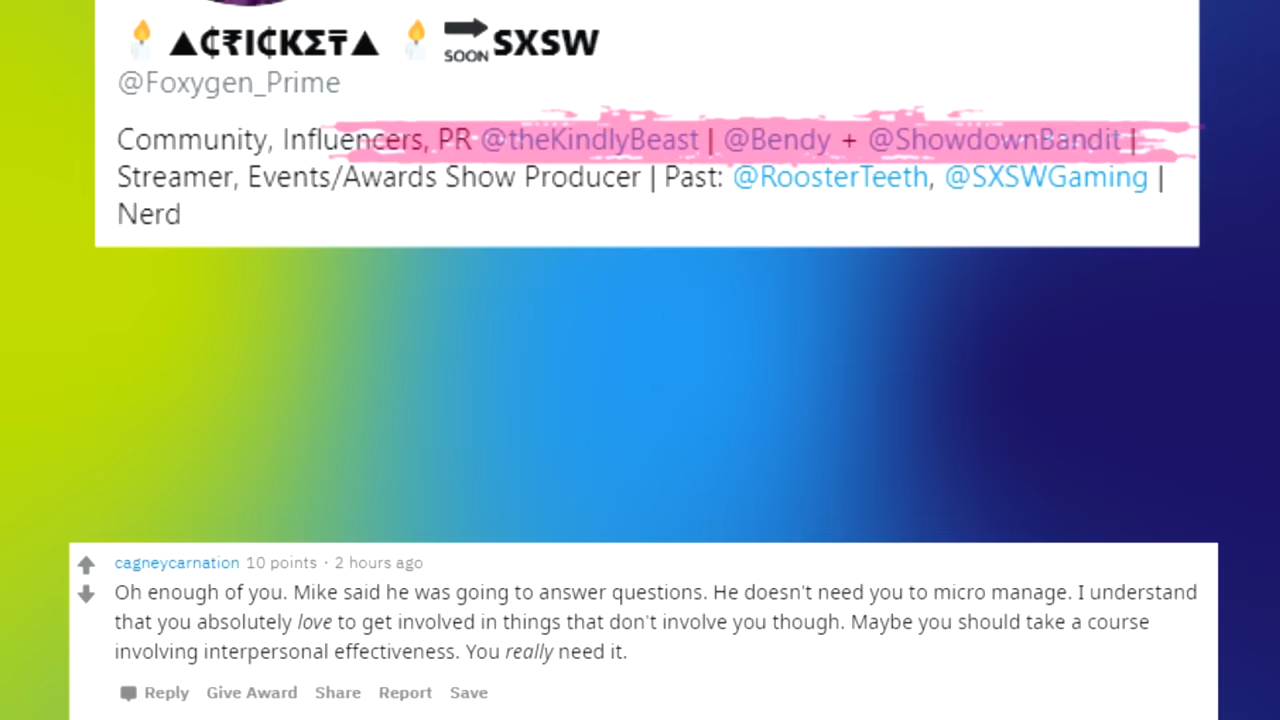 🕯️ ▲₵₹I₵KΣ₸▲ 🕯️ 🔜SXSW
@Foxygen_Prime
Community, Influencers, PR @theKindlyBeast | @Bendy + @ShowdownBandit |
Streamer, Events/Awards Show Producer | Past: @RoosterTeeth, @SXSWGaming |
Nerd
cagneycarnation 10 points · 2 hours ago
Oh enough of you. Mike said he was going to answer questions. He doesn't need you to micro manage. I understand
that you absolutely love to get involved in things that don't involve you though. Maybe you should take a course
involving interpersonal effectiveness. You really need it.
Reply Give Award Share Report Save